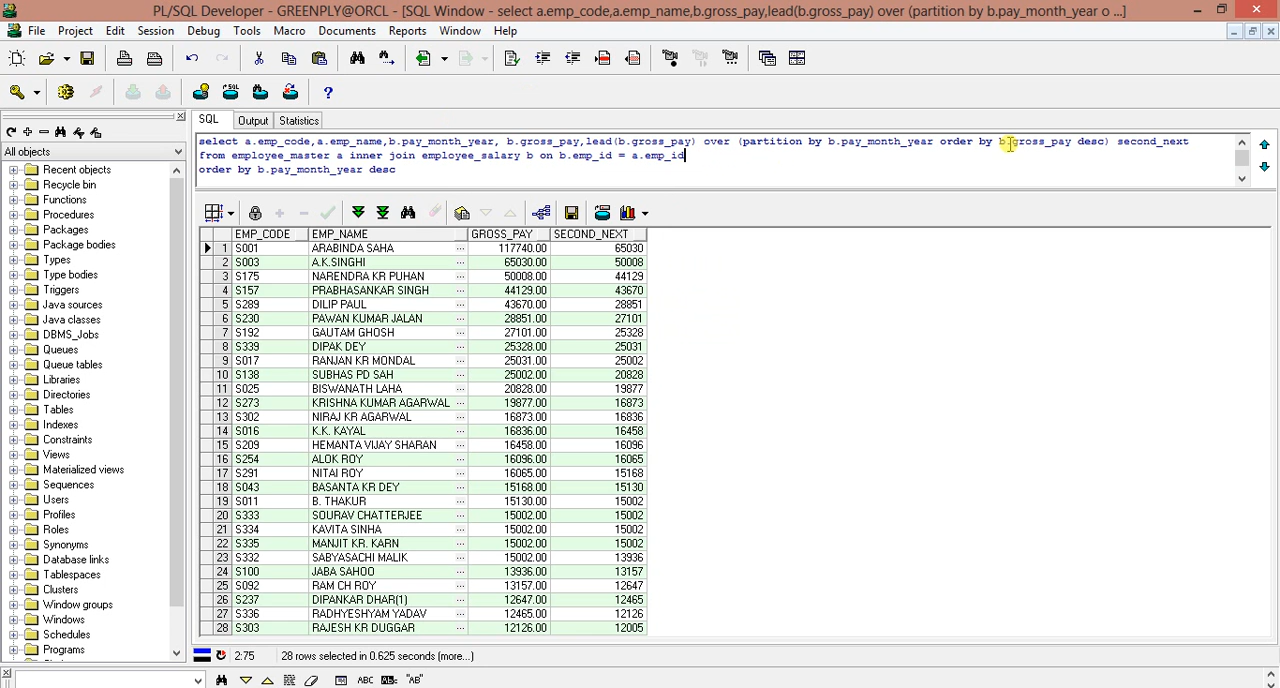 PL/SQL Developer - GREENPLY@ORCL - [SQL Window - select a.emp_code,a.emp_name,b.gross_pay,lead(b.gross_pay) over (partition by b.pay_month_year o ...]
File Project Edit Session Debug Tools Macro Documents Reports Window Help
SQL Output Statistics
All objects
select a.emp_code,a.emp_name,b.pay_month_year, b.gross_pay,lead(b.gross_pay) over (partition by b.pay_month_year order by b.gross_pay desc) second_next
from employee_master a inner join employee_salary b on b.emp_id = a.emp_id
order by b.pay_month_year desc
Recent objects
Recycle bin
Functions
Procedures
Packages
Package bodies
Types
Type bodies
Triggers
Java sources
Java classes
DBMS_Jobs
Queues
Queue tables
Libraries
Directories
Tables
Indexes
Constraints
Views
Materialized views
Sequences
Users
Profiles
Roles
Synonyms
Database links
Tablespaces
Clusters
Window groups
Windows
Schedules
Programs
EMP_CODE EMP_NAME GROSS_PAY SECOND_NEXT
1 S001 ARABINDA SAHA ... 117740.00 65030
2 S003 A.K.SINGHI ... 65030.00 50008
3 S175 NARENDRA KR PUHAN ... 50008.00 44129
4 S157 PRABHASANKAR SINGH ... 44129.00 43670
5 S289 DILIP PAUL ... 43670.00 28851
6 S230 PAWAN KUMAR JALAN ... 28851.00 27101
7 S192 GAUTAM GHOSH ... 27101.00 25328
8 S339 DIPAK DEY ... 25328.00 25031
9 S017 RANJAN KR MONDAL ... 25031.00 25002
10 S138 SUBHAS PD SAH ... 25002.00 20828
11 S025 BISWANATH LAHA ... 20828.00 19877
12 S273 KRISHNA KUMAR AGARWAL ... 19877.00 16873
13 S302 NIRAJ KR AGARWAL ... 16873.00 16836
14 S016 K.K. KAYAL ... 16836.00 16458
15 S209 HEMANTA VIJAY SHARAN ... 16458.00 16096
16 S254 ALOK ROY ... 16096.00 16065
17 S291 NITAI ROY ... 16065.00 15168
18 S043 BASANTA KR DEY ... 15168.00 15130
19 S011 B. THAKUR ... 15130.00 15002
20 S333 SOURAV CHATTERJEE ... 15002.00 15002
21 S334 KAVITA SINHA ... 15002.00 15002
22 S335 MANJIT KR. KARN ... 15002.00 15002
23 S332 SABYASACHI MALIK ... 15002.00 13936
24 S100 JABA SAHOO ... 13936.00 13157
25 S092 RAM CH ROY ... 13157.00 12647
26 S237 DIPANKAR DHAR(1) ... 12647.00 12465
27 S336 RADHYESHYAM YADAV ... 12465.00 12126
28 S303 RAJESH KR DUGGAR ... 12126.00 12005
2:75 28 rows selected in 0.625 seconds (more...)
ABC "AB"